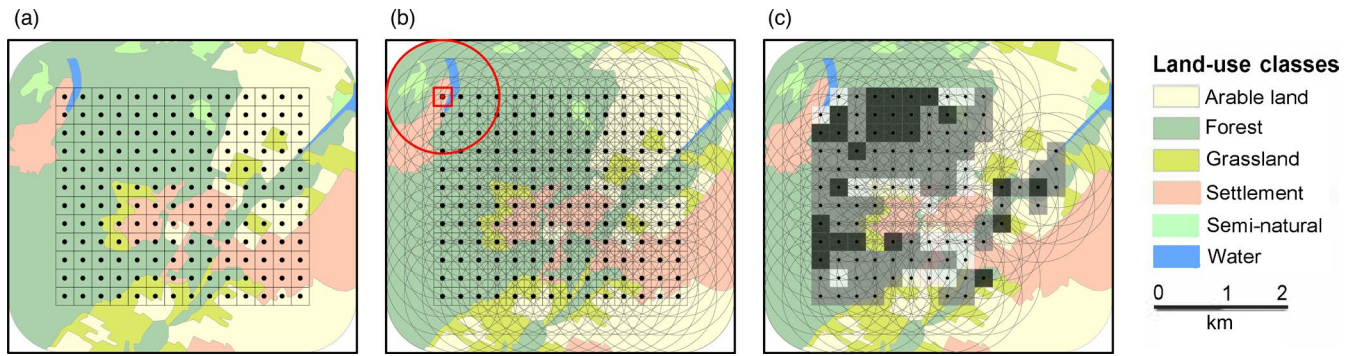 (a)
(b)
(c)
Land-use classes
Arable land
Forest
Grassland
Settlement
Semi-natural
Water
0 1 2
km